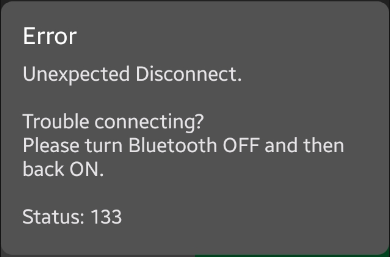 Error
Unexpected Disconnect.
Trouble connecting?
Please turn Bluetooth OFF and then
back ON.
Status: 133